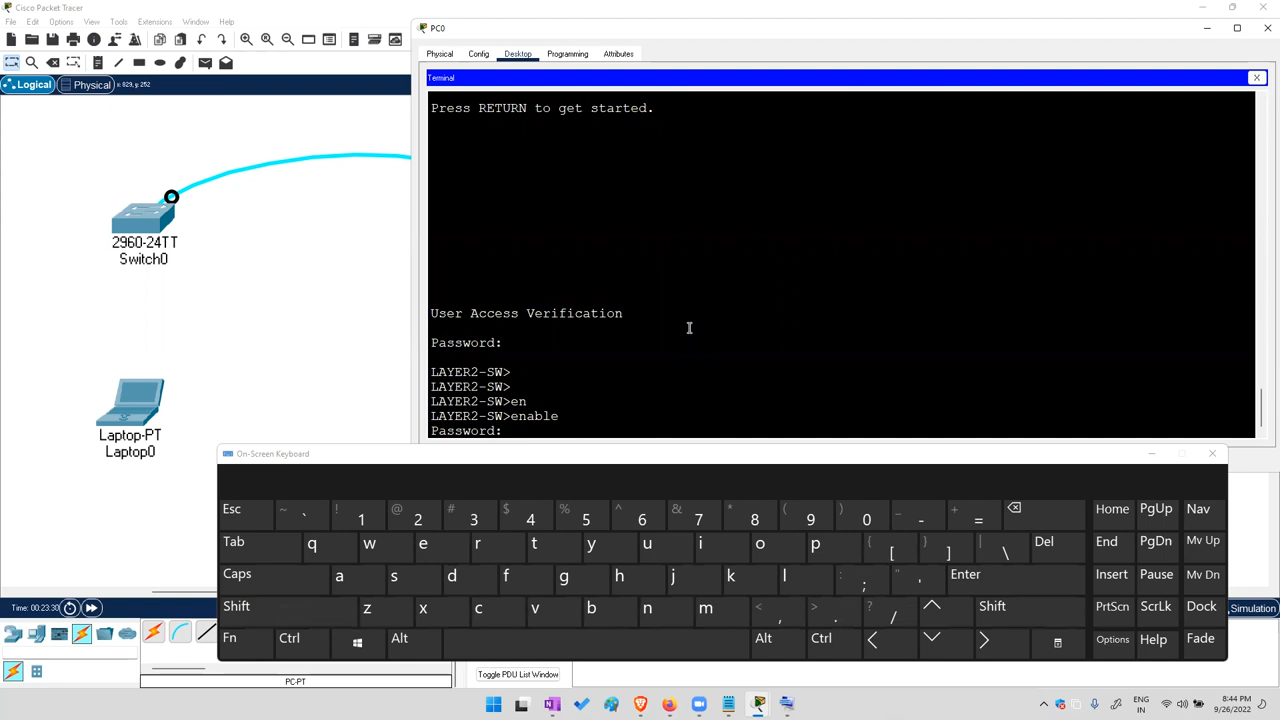 Cisco Packet Tracer
File Edit Options View Tools Extensions Window Help
Logical Physical x: 829, y: 252
2960-24TT
Switch0
Laptop-PT
Laptop0
Time: 00:23:30
PC-PT
Toggle PDU List Window
Simulation
PC0
Physical Config Desktop Programming Attributes
Terminal
X
Press RETURN to get started.
User Access Verification
Password:
LAYER2-SW>
LAYER2-SW>
LAYER2-SW>en
LAYER2-SW>enable
Password:
On-Screen Keyboard
Esc ~ ` ! 1 @ 2 # 3 $ 4 % 5 ^ 6 & 7 * 8 ( 9 ) 0 _ - + = Home PgUp Nav
Tab q w e r t y u i o p { [ } ] | \ Del End PgDn Mv Up
Caps a s d f g h j k l : ; " ' Enter Insert Pause Mv Dn
Shift z x c v b n m < , > . ? / Shift PrtScn ScrLk Dock
Fn Ctrl Alt Alt Ctrl Options Help Fade
ENG
IN
8:44 PM
9/26/2022